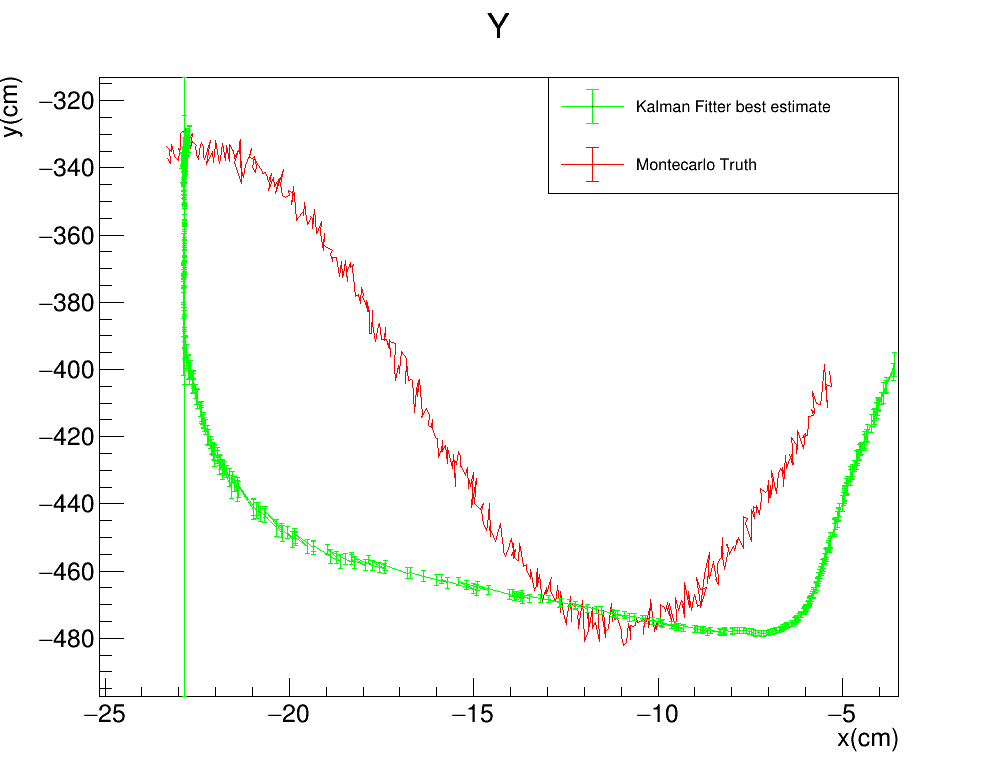 Y
y(cm)
−320
−340
−360
−380
−400
−420
−440
−460
−480
Kalman Fitter best estimate
Montecarlo Truth
−25 −20 −15 −10 −5
x(cm)